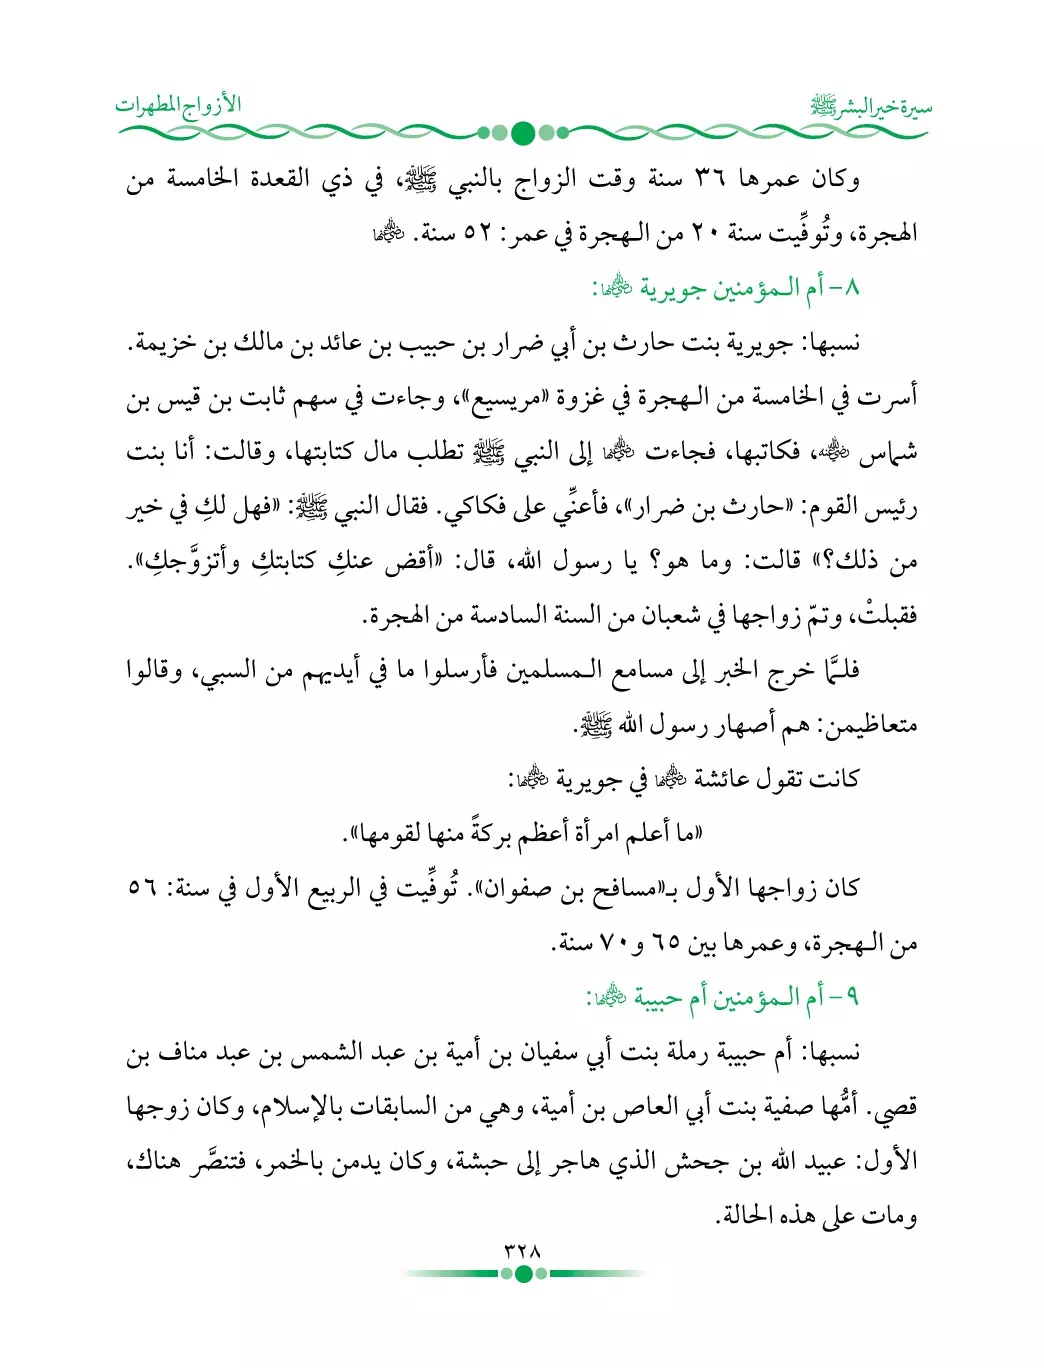 سيرة خير البشر ﷺ
الأزواج المطهرات
وكان عمرها ٣٦ سنة وقت الزواج بالنبي ﷺ، في ذي القعدة الخامسة من
الهجرة، وتُوفِّيت سنة ٢٠ من الـهجرة في عمر: ٥٢ سنة. رضي الله عنها
٨- أم الـمؤمنين جويرية رضي الله عنها:
نسبها: جويرية بنت حارث بن أبي ضرار بن حبيب بن عائد بن مالك بن خزيمة.
أسرت في الخامسة من الـهجرة في غزوة «مريسيع»، وجاءت في سهم ثابت بن قيس بن
شماس رضي الله عنه، فكاتبها، فجاءت رضي الله عنها إلى النبي ﷺ تطلب مال كتابتها، وقالت: أنا بنت
رئيس القوم: «حارث بن ضرار»، فأعنِّي على فكاكي. فقال النبي ﷺ: «فهل لكِ في خير
من ذلك؟» قالت: وما هو؟ يا رسول الله، قال: «أقض عنكِ كتابتكِ وأتزوَّجكِ».
فقبلتْ، وتمّ زواجها في شعبان من السنة السادسة من الهجرة.
فلـمَّا خرج الخبر إلى مسامع الـمسلمين فأرسلوا ما في أيديهم من السبي، وقالوا
متعاظيمن: هم أصهار رسول الله ﷺ.
كانت تقول عائشة رضي الله عنها في جويرية رضي الله عنها:
«ما أعلم امرأة أعظم بركةً منها لقومها».
كان زواجها الأول بـ«مسافح بن صفوان». تُوفِّيت في الربيع الأول في سنة: ٥٦
من الـهجرة، وعمرها بين ٦٥ و٧٠ سنة.
٩- أم الـمؤمنين أم حبيبة رضي الله عنها:
نسبها: أم حبيبة رملة بنت أبي سفيان بن أمية بن عبد الشمس بن عبد مناف بن
قصي. أمُّها صفية بنت أبي العاص بن أمية، وهي من السابقات بالإسلام، وكان زوجها
الأول: عبيد الله بن جحش الذي هاجر إلى حبشة، وكان يدمن بالخمر، فتنصَّر هناك،
ومات على هذه الحالة.
٣٢٨